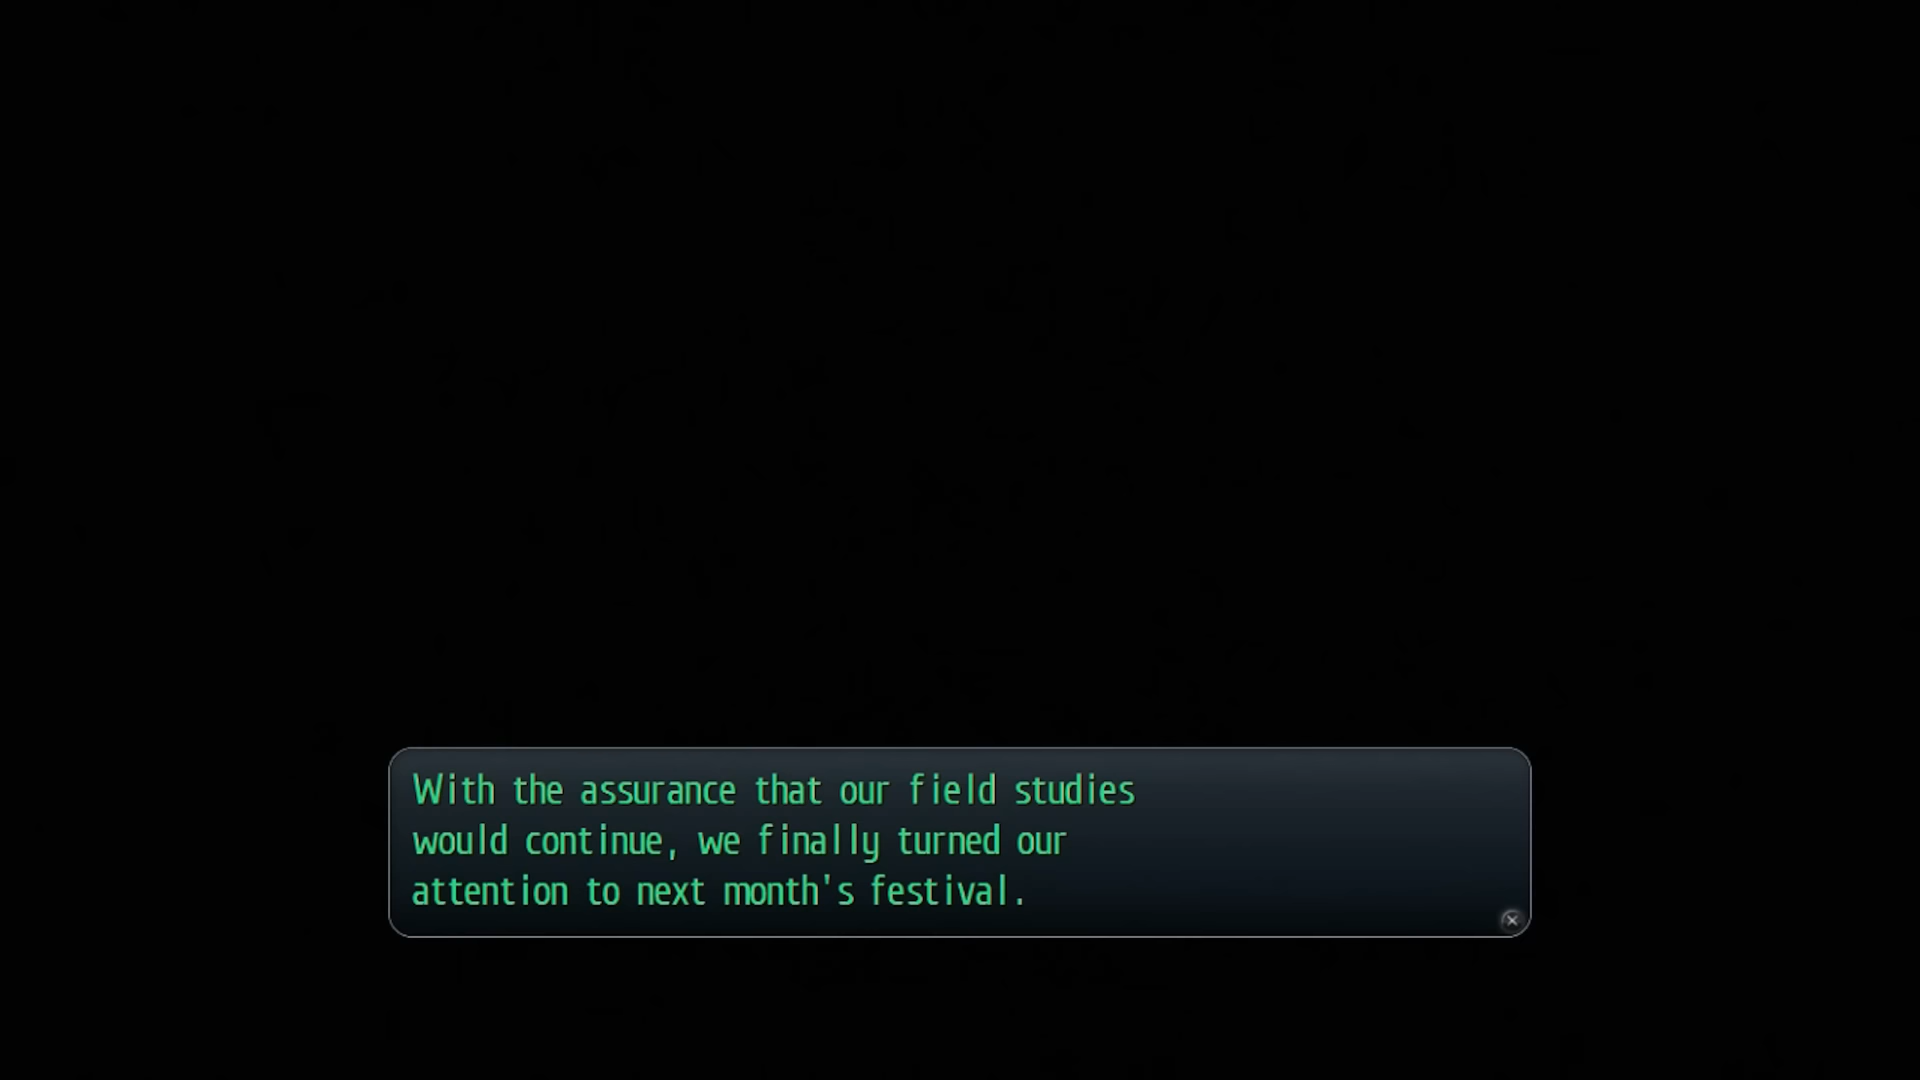 With the assurance that our field studies
would continue, we finally turned our
attention to next month's festival.